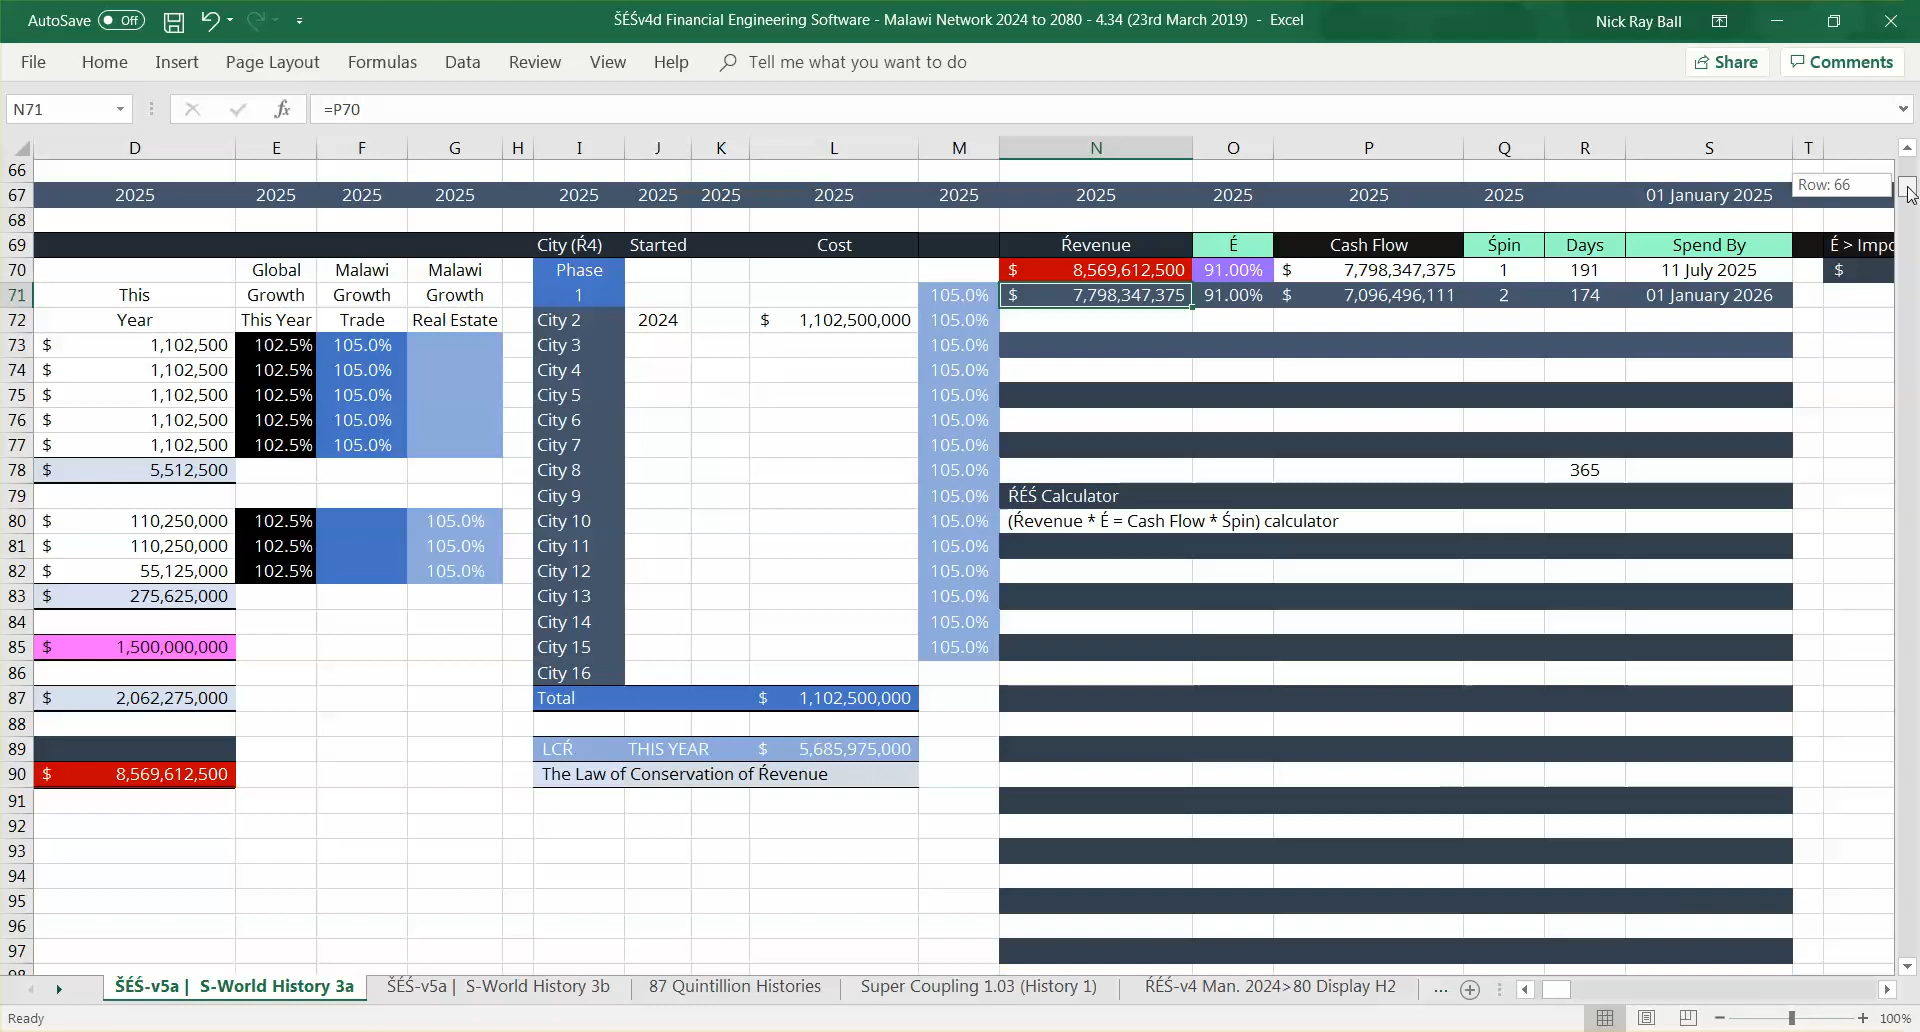 AutoSave Off ŠÉŚv4d Financial Engineering Software - Malawi Network 2024 to 2080 - 4.34 (23rd March 2019) - Excel Nick Ray Ball
File Home Insert Page Layout Formulas Data Review View Help Tell me what you want to do Share Comments
N71 fx =P70
D E F G H I J K L M N O P Q R S T
66
67 2025 2025 2025 2025 2025 2025 2025 2025 2025 2025 2025 2025 2025 01 January 2025 Row: 66
68
69 City (Ŕ4) Started Cost Ŕevenue É Cash Flow Śpin Days Spend By É > Impo
70 Global Malawi Malawi Phase $ 8,569,612,500 91.00% $ 7,798,347,375 1 191 11 July 2025 $
71 This Growth Growth Growth 1 105.0% $ 7,798,347,375 91.00% $ 7,096,496,111 2 174 01 January 2026
72 Year This Year Trade Real Estate City 2 2024 $ 1,102,500,000 105.0%
73 $ 1,102,500 102.5% 105.0% City 3 105.0%
74 $ 1,102,500 102.5% 105.0% City 4 105.0%
75 $ 1,102,500 102.5% 105.0% City 5 105.0%
76 $ 1,102,500 102.5% 105.0% City 6 105.0%
77 $ 1,102,500 102.5% 105.0% City 7 105.0%
78 $ 5,512,500 City 8 105.0% 365
79 City 9 105.0% ŔÉŚ Calculator
80 $ 110,250,000 102.5% 105.0% City 10 105.0% (Ŕevenue * É = Cash Flow * Śpin) calculator
81 $ 110,250,000 102.5% 105.0% City 11 105.0%
82 $ 55,125,000 102.5% 105.0% City 12 105.0%
83 $ 275,625,000 City 13 105.0%
84 City 14 105.0%
85 $ 1,500,000,000 City 15 105.0%
86 City 16
87 $ 2,062,275,000 Total $ 1,102,500,000
88
89 LCŔ THIS YEAR $ 5,685,975,000
90 $ 8,569,612,500 The Law of Conservation of Ŕevenue
91
92
93
94
95
96
97
ŠÉŚ-v5a | S-World History 3a ŠÉŚ-v5a | S-World History 3b 87 Quintillion Histories Super Coupling 1.03 (History 1) ŔÉŚ-v4 Man. 2024>80 Display H2 ...
Ready 100%